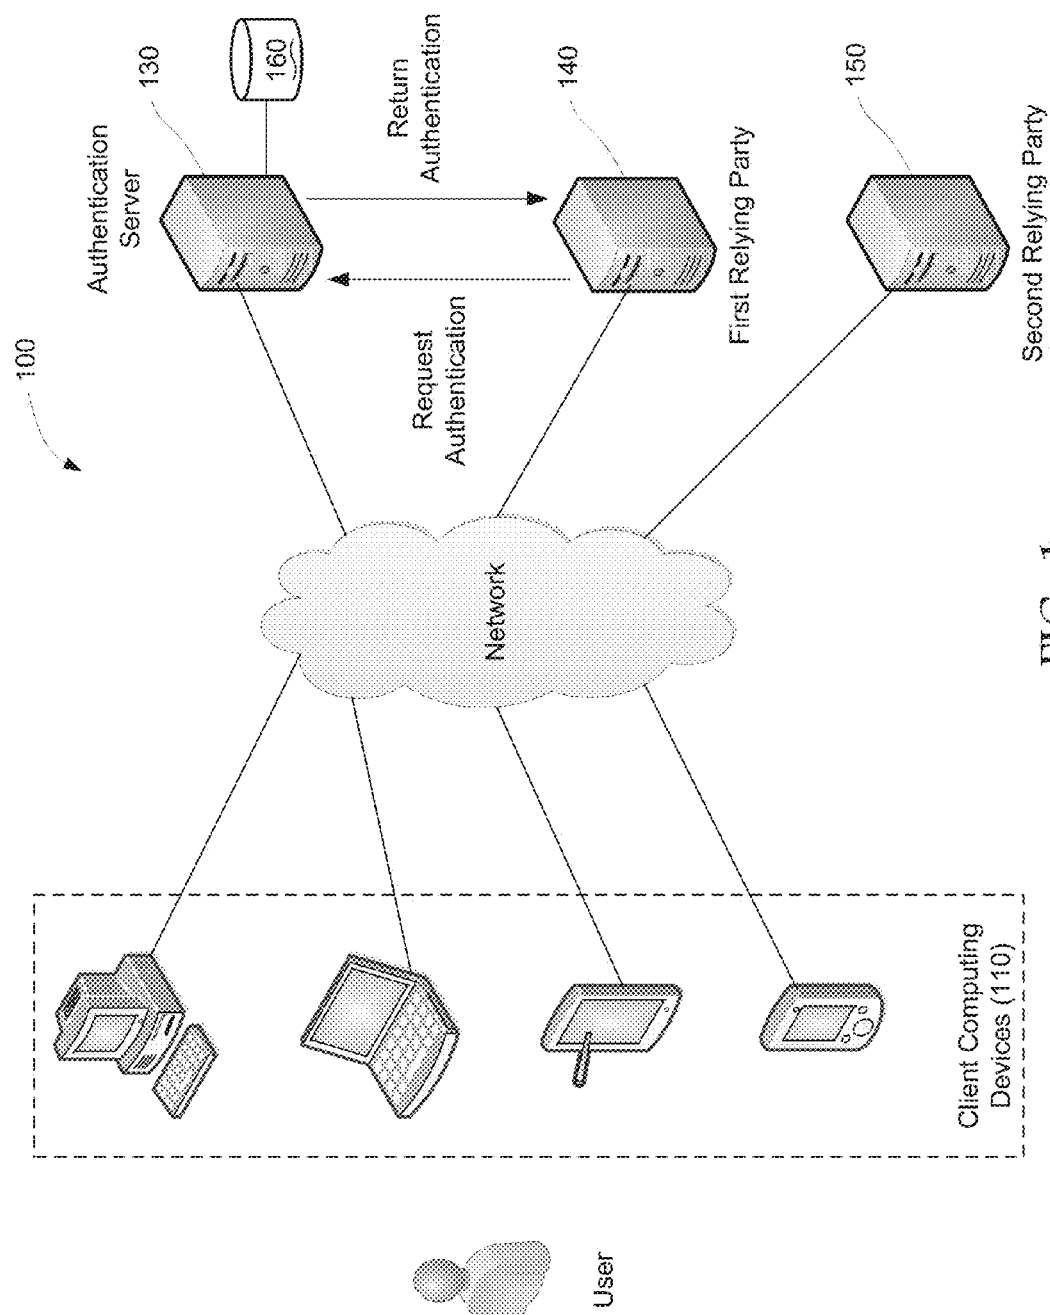 100
Authentication
Server
130
160
Return
Authentication
Request
Authentication
140
First Relying Party
150
Second Relying Party
Network
Client Computing
Devices (110)
User